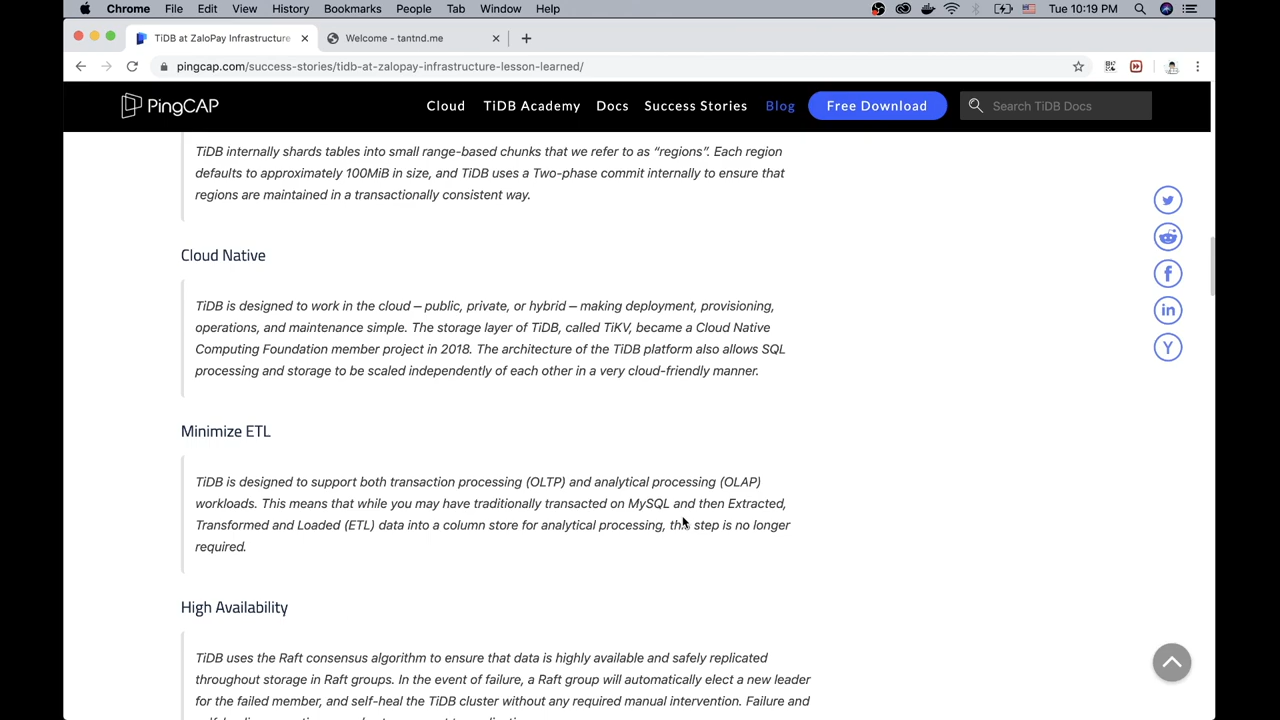 Chrome File Edit View History Bookmarks People Tab Window Help Tue 10:19 PM
TiDB at ZaloPay Infrastructure Welcome - tantnd.me
pingcap.com/success-stories/tidb-at-zalopay-infrastructure-lesson-learned/
PingCAP Cloud TiDB Academy Docs Success Stories Blog Free Download Search TiDB Docs
TiDB internally shards tables into small range-based chunks that we refer to as “regions”. Each region
defaults to approximately 100MiB in size, and TiDB uses a Two-phase commit internally to ensure that
regions are maintained in a transactionally consistent way.
Cloud Native
TiDB is designed to work in the cloud – public, private, or hybrid – making deployment, provisioning,
operations, and maintenance simple. The storage layer of TiDB, called TiKV, became a Cloud Native
Computing Foundation member project in 2018. The architecture of the TiDB platform also allows SQL
processing and storage to be scaled independently of each other in a very cloud-friendly manner.
Minimize ETL
TiDB is designed to support both transaction processing (OLTP) and analytical processing (OLAP)
workloads. This means that while you may have traditionally transacted on MySQL and then Extracted,
Transformed and Loaded (ETL) data into a column store for analytical processing, this step is no longer
required.
High Availability
TiDB uses the Raft consensus algorithm to ensure that data is highly available and safely replicated
throughout storage in Raft groups. In the event of failure, a Raft group will automatically elect a new leader
for the failed member, and self-heal the TiDB cluster without any required manual intervention. Failure and